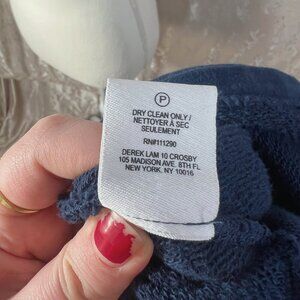 P
DRY CLEAN ONLY /
NETTOYER À SEC
SEULEMENT
RN#111290
DEREK LAM 10 CROSBY
105 MADISON AVE. 8TH FL
NEW YORK, NY 10016